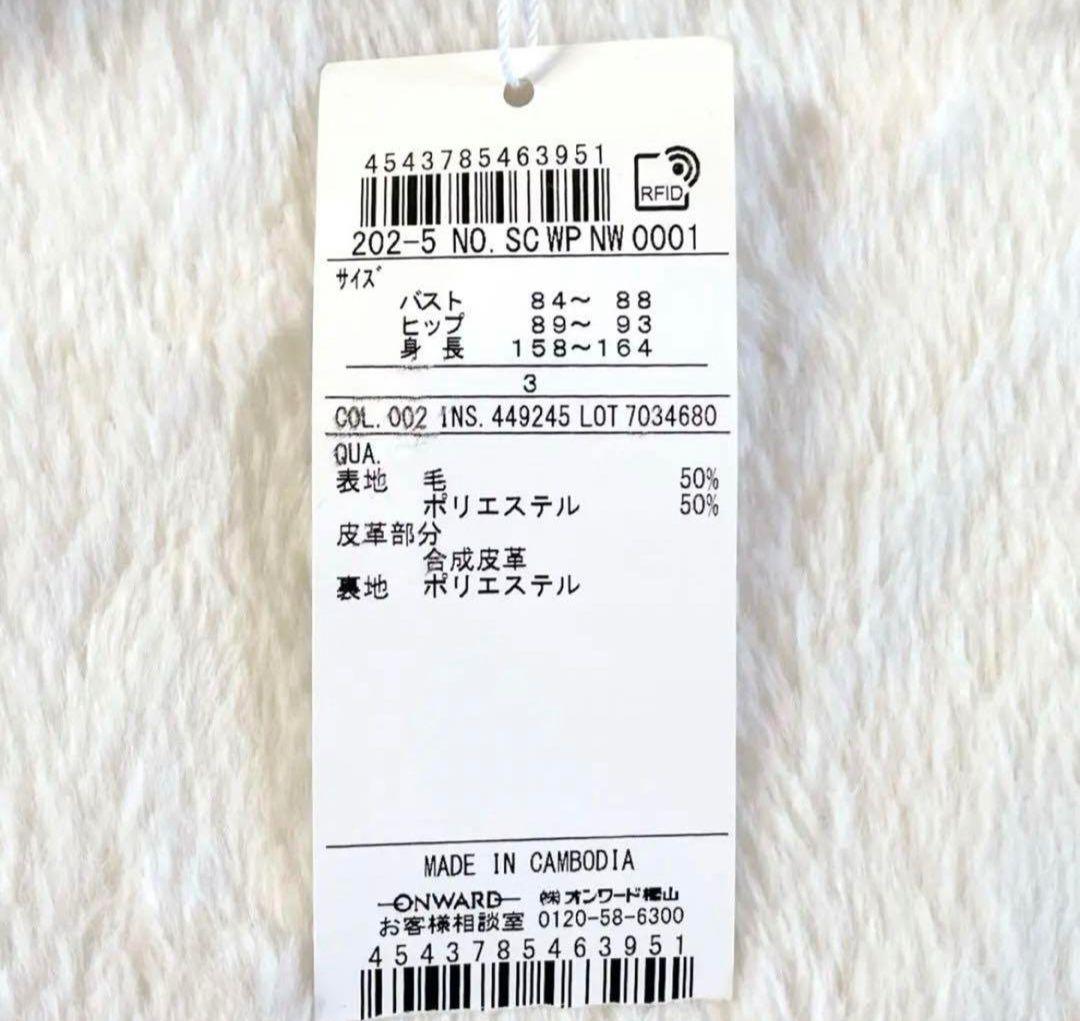 4543785463951
RFID
202-5 NO. SCWPNW0001
サイズ
バスト 84〜 88
ヒップ 89〜 93
身 長 158〜164
3
COL. 002 INS. 449245 LOT 7034680
QUA.
表地 毛 50%
ポリエステル 50%
皮革部分
合成皮革
裏地 ポリエステル
MADE IN CAMBODIA
ONWARD ㈱オンワード樫山
お客様相談室 0120-58-6300
4543785463951